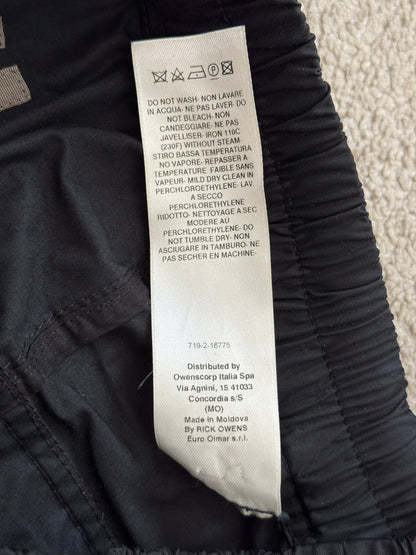 DO NOT WASH- NON LAVARE
IN ACQUA- NE PAS LAVER- DO
NOT BLEACH- NON
CANDEGGIARE- NE PAS
JAVELLISER- IRON 110C
(230F) WITHOUT STEAM-
STIRO BASSA TEMPERATURA
NO VAPORE- REPASSER A
TEMPERATURE FAIBLE SANS
VAPEUR- MILD DRY CLEAN IN
PERCHLOROETHYLENE- LAV.
A SECCO
PERCHLORETHYLENE
RIDOTTO- NETTOYAGE A SEC
MODERE AU
PERCHLORETHYLENE- DO
NOT TUMBLE DRY- NON
ASCIUGARE IN TAMBURO- NE
PAS SECHER EN MACHINE-
719-2-16775
Distributed by
Owenscorp Italia Spa
Via Agnini, 15 41033
Concordia s/S
(MO)
Made in Moldova
By RICK OWENS
Euro Olmar s.r.l.